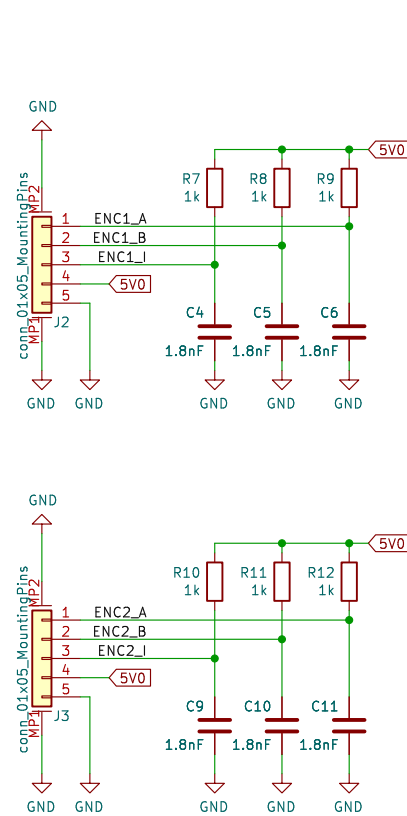 GND
5V0
R7
1k
R8
1k
R9
1k
conn_01x05_MountingPins
MP2
1
ENC1_A
2
ENC1_B
3
ENC1_I
4
5V0
5
MP1
J2
C4
1.8nF
C5
1.8nF
C6
1.8nF
GND
GND
GND
GND
GND
GND
5V0
R10
1k
R11
1k
R12
1k
conn_01x05_MountingPins
MP2
1
ENC2_A
2
ENC2_B
3
ENC2_I
4
5V0
5
MP1
J3
C9
1.8nF
C10
1.8nF
C11
1.8nF
GND
GND
GND
GND
GND